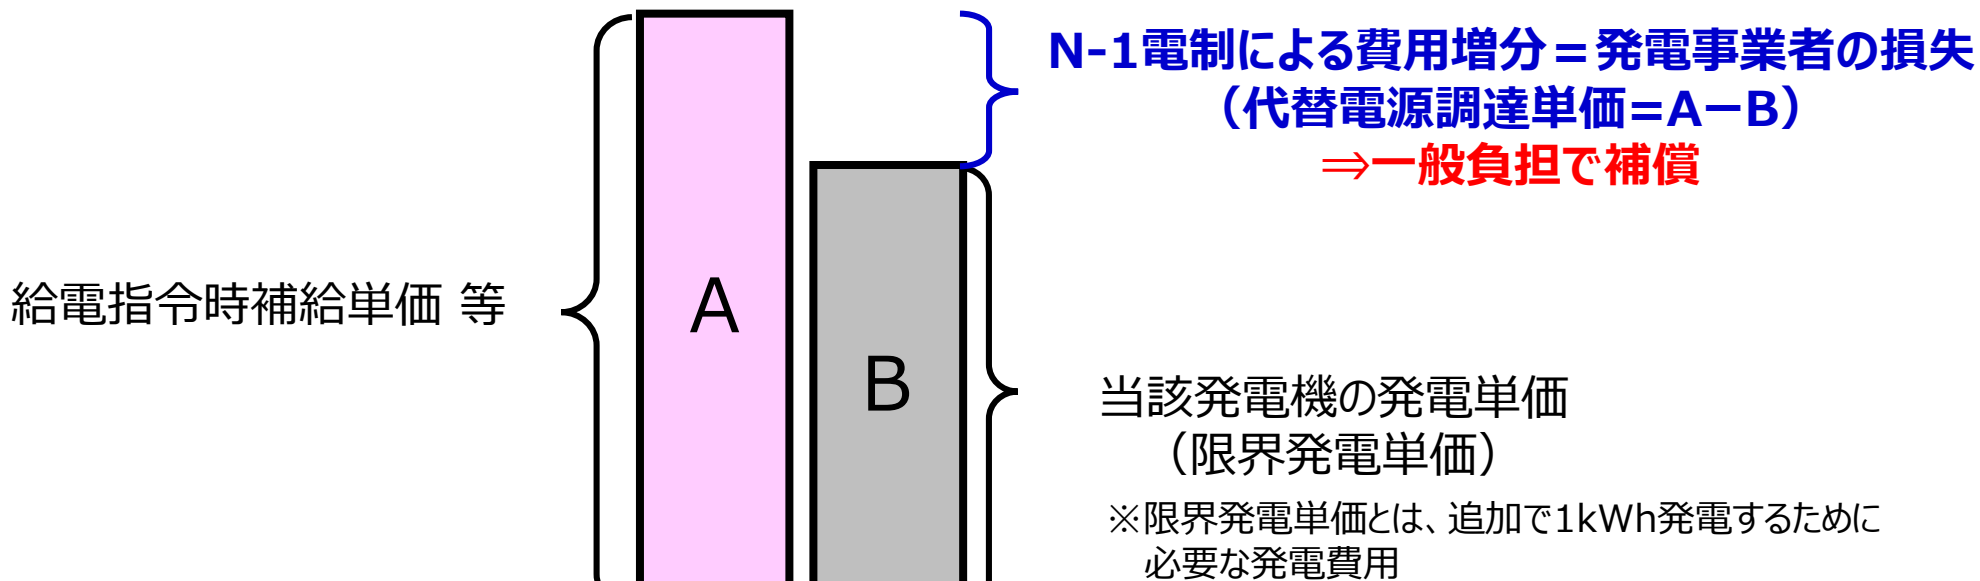 N-1電制による費用増分=発電事業者の損失
（代替電源調達単価=A－B）
⇒一般負担で補償
給電指令時補給単価 等
A
B
当該発電機の発電単価
（限界発電単価）
※限界発電単価とは、追加で1kWh発電するために
必要な発電費用